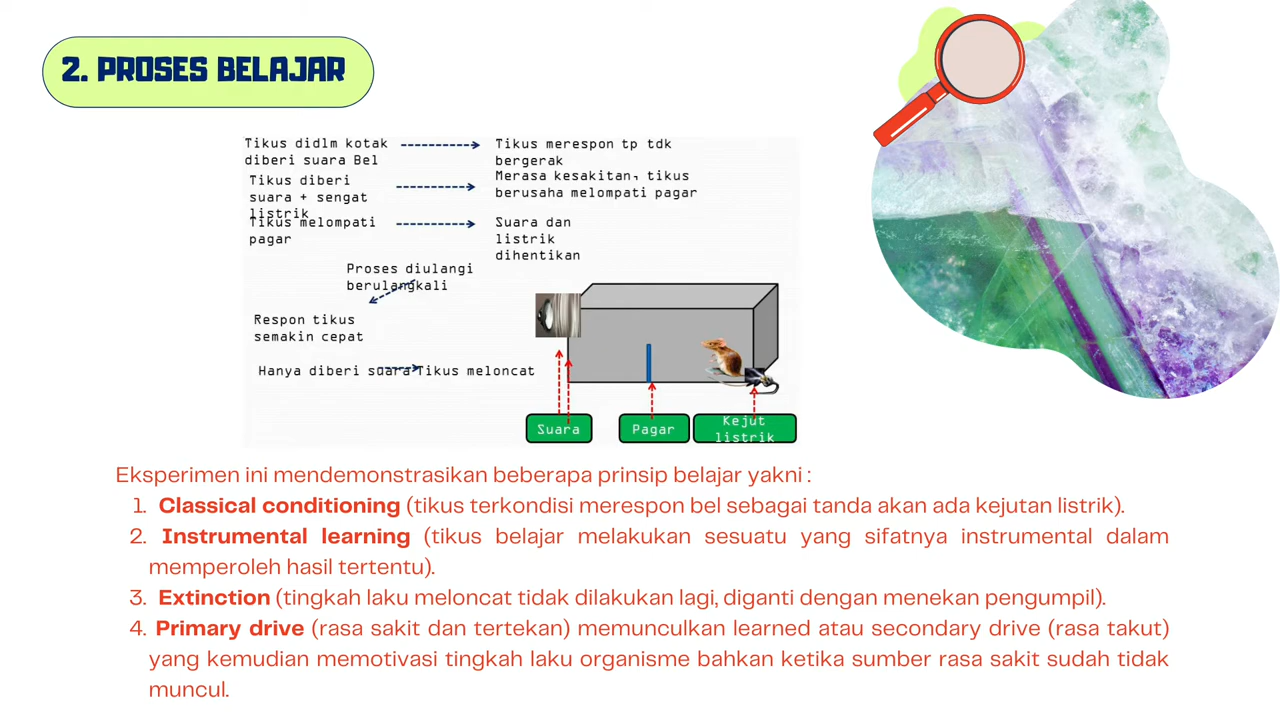 2. PROSES BELAJAR
Tikus didlm kotak
diberi suara Bel
Tikus merespon tp tdk
bergerak
Tikus diberi
suara + sengat
listrik
Merasa kesakitan, tikus
berusaha melompati pagar
Tikus melompati
pagar
Suara dan
listrik
dihentikan
Proses diulangi
berulangkali
Respon tikus
semakin cepat
Hanya diberi suara
Tikus meloncat
Suara
Pagar
Kejut
listrik
Eksperimen ini mendemonstrasikan beberapa prinsip belajar yakni :
1. Classical conditioning (tikus terkondisi merespon bel sebagai tanda akan ada kejutan listrik).
2. Instrumental learning (tikus belajar melakukan sesuatu yang sifatnya instrumental dalam
memperoleh hasil tertentu).
3. Extinction (tingkah laku meloncat tidak dilakukan lagi, diganti dengan menekan pengumpil).
4. Primary drive (rasa sakit dan tertekan) memunculkan learned atau secondary drive (rasa takut)
yang kemudian memotivasi tingkah laku organisme bahkan ketika sumber rasa sakit sudah tidak
muncul.